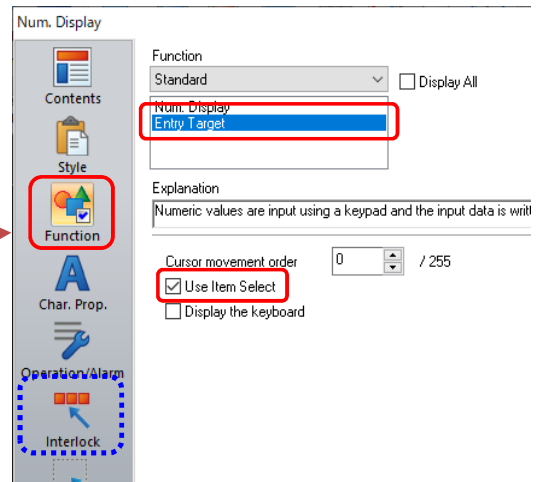 Num. Display
Contents
Style
Function
Char. Prop.
Operation/Alarm
Interlock
Function
Standard
Display All
Num. Display
Entry Target
Explanation
Numeric values are input using a keypad and the input data is
Cursor movement order 0 / 255
Use Item Select
Display the keyboard